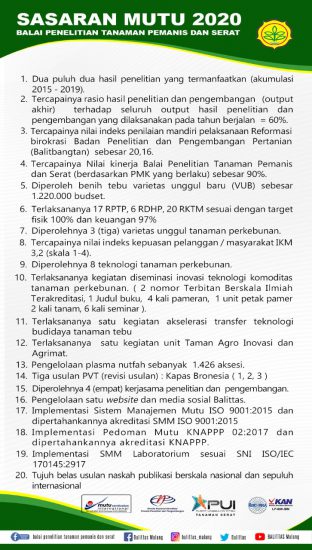 SASARAN MUTU 2020
BALAI PENELITIAN TANAMAN PEMANIS DAN SERAT
1. Dua puluh dua hasil penelitian yang termanfaatkan (akumulasi
2015 - 2019).
2. Tercapainya rasio hasil penelitian dan pengembangan (output
akhir) terhadap seluruh output hasil penelitian dan
pengembangan yang dilaksanakan pada tahun berjalan = 60%.
3. Tercapainya nilai indeks penilaian mandiri pelaksanaan Reformasi
birokrasi Badan Penelitian dan Pengembangan Pertanian
(Balitbangtan) sebesar 20,16.
4. Tercapainya Nilai kinerja Balai Penelitian Tanaman Pemanis
dan Serat (berdasarkan PMK yang berlaku) sebesar 90%.
5. Diperoleh benih tebu varietas unggul baru (VUB) sebesar
1.220.000 budset.
6. Terlaksananya 17 RPTP, 6 RDHP, 20 RKTM sesuai dengan target
fisik 100% dan keuangan 97%
7. Diperolehnya 3 (tiga) varietas unggul tanaman perkebunan.
8. Tercapainya nilai indeks kepuasan pelanggan / masyarakat IKM
3,2 (skala 1-4).
9. Diperolehnya 8 teknologi tanaman perkebunan.
10. Terlaksananya kegiatan diseminasi inovasi teknologi komoditas
tanaman perkebunan. ( 2 nomor Terbitan Berskala Ilmiah
Terakreditasi, 1 Judul buku, 4 kali pameran, 1 unit petak pamer
2 kali tanam, 6 kali seminar ).
11. Terlaksananya satu kegiatan akselerasi transfer teknologi
budidaya tanaman tebu
12. Terlaksananya satu kegiatan unit Taman Agro Inovasi dan
Agrimat.
13. Pengelolaan plasma nutfah sebanyak 1.426 aksesi.
14. Tiga usulan PVT (revisi usulan) : Kapas Bronesia ( 1, 2, 3 )
15. Diperolehnya 4 (empat) kerjasama penelitian dan pengembangan.
16. Pengelolaan satu website dan media sosial Balittas.
17. Implementasi Sistem Manajemen Mutu ISO 9001:2015 dan
dipertahankannya akreditasi SMM ISO 9001:2015
18. Implementasi Pedoman Mutu KNAPPP 02:2017 dan
dipertahankannya akreditasi KNAPPP.
19. Implementasi SMM Laboratorium sesuai SNI ISO/IEC
170145:2917
20. Tujuh belas usulan naskah publikasi berskala nasional dan sepuluh
internasional
mutucertification
international
PUI
TANAMAN SERAT
KAN
balai penelitian tanaman pemanis dan serat
Balittas Malang
Balittas
Balittas Malang
BALITTAS MALANG